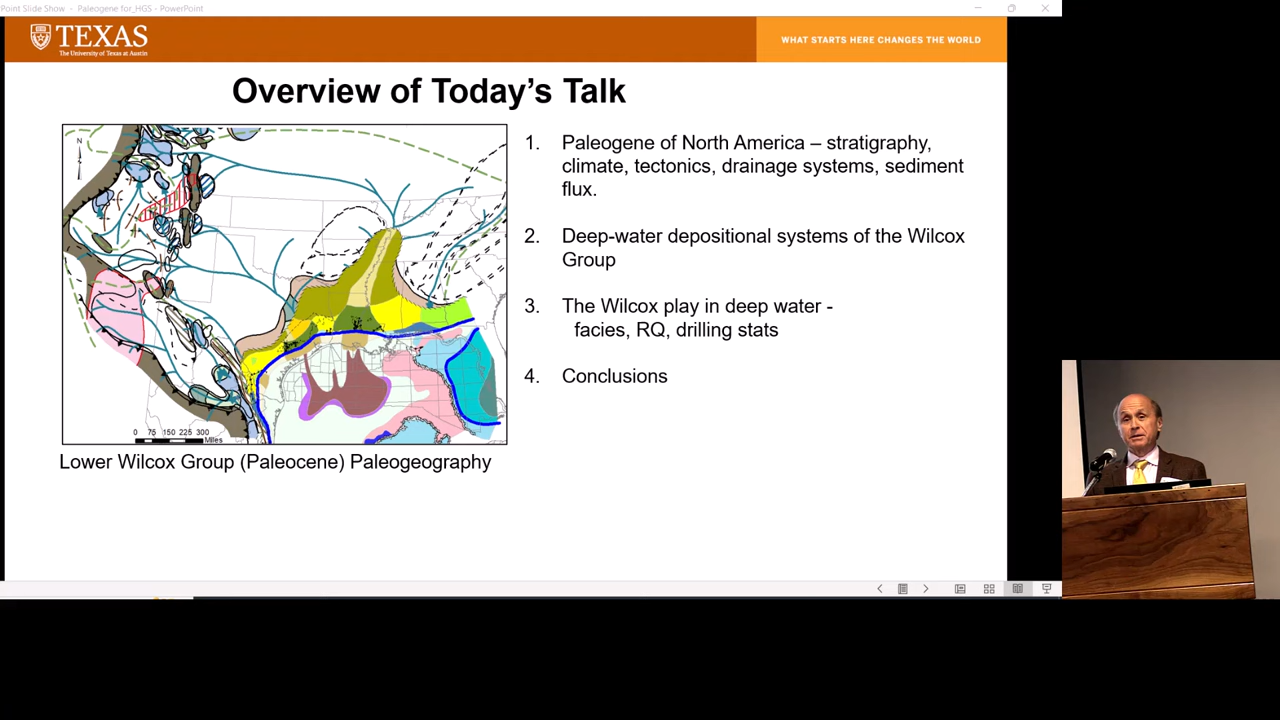 Point Slide Show - Paleogene for_HGS - PowerPoint
TEXAS
The University of Texas at Austin
WHAT STARTS HERE CHANGES THE WORLD
Overview of Today's Talk
N
0 75 150 225 300
Miles
Lower Wilcox Group (Paleocene) Paleogeography
1. Paleogene of North America – stratigraphy,
climate, tectonics, drainage systems, sediment
flux.
2. Deep-water depositional systems of the Wilcox
Group
3. The Wilcox play in deep water -
facies, RQ, drilling stats
4. Conclusions